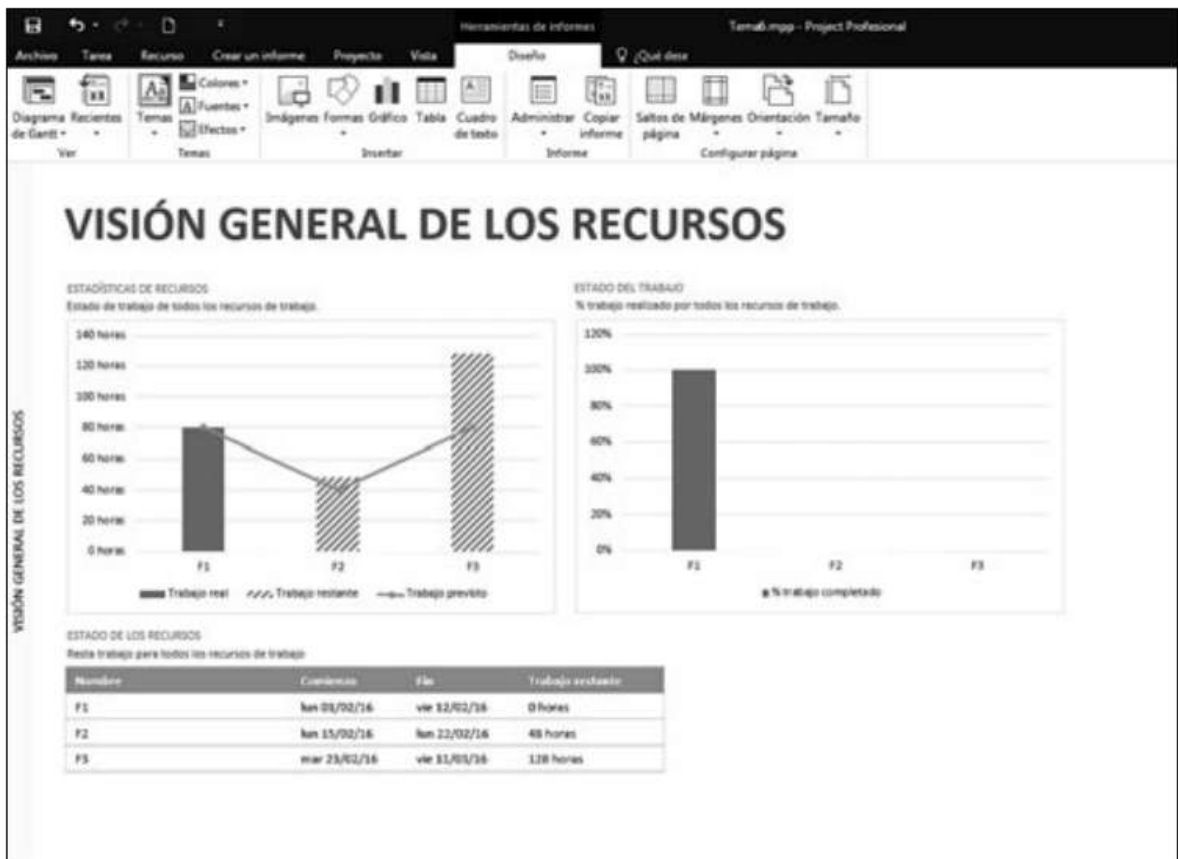 Herramientas de informes
Tema6.mpp - Project Profesional
Archivo Tarea Recurso Crear un informe Proyecto Vista Diseño ¿Qué dese
Diagrama de Gantt
Recientes
Temas
Colores
Fuentes
Efectos
Imágenes
Formas
Gráfico
Tabla
Cuadro de texto
Administrar
Copiar informe
Saltos de página
Márgenes
Orientación
Tamaño
Ver
Temas
Insertar
Informe
Configurar página
VISIÓN GENERAL DE LOS RECURSOS
VISIÓN GENERAL DE LOS RECURSOS
ESTADÍSTICAS DE RECURSOS
Estado de trabajo de todos los recursos de trabajo.
140 horas
120 horas
100 horas
80 horas
60 horas
40 horas
20 horas
0 horas
F1 F2 F3
Trabajo real Trabajo restante Trabajo previsto
ESTADO DEL TRABAJO
% trabajo realizado por todos los recursos de trabajo.
120%
100%
80%
60%
40%
20%
0%
F1 F2 F3
% trabajo completado
ESTADO DE LOS RECURSOS
Resta trabajo para todos los recursos de trabajo
Nombre Comienzo Fin Trabajo restante
F1 lun 01/02/16 vie 12/02/16 0 horas
F2 lun 15/02/16 lun 22/02/16 48 horas
F3 mar 23/02/16 vie 11/03/16 128 horas